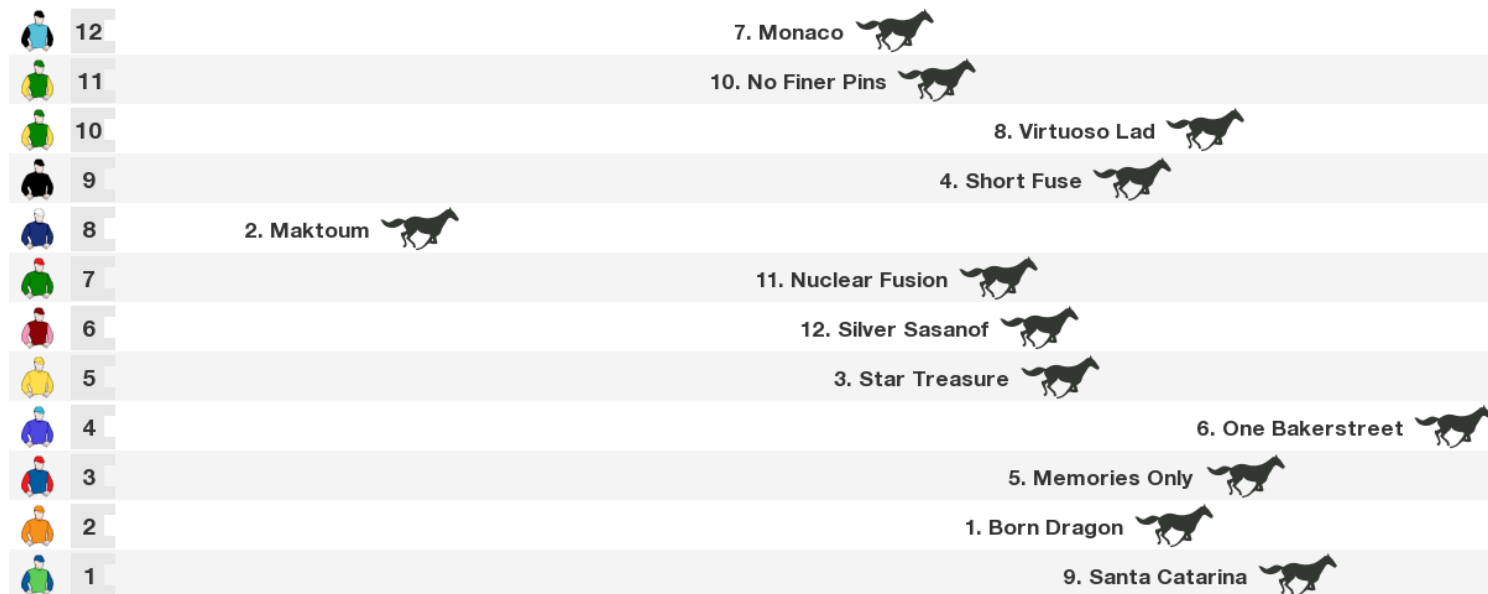 12 7. Monaco
11 10. No Finer Pins
10 8. Virtuoso Lad
9 4. Short Fuse
8 2. Maktoum
7 11. Nuclear Fusion
6 12. Silver Sasanof
5 3. Star Treasure
4 6. One Bakerstreet
3 5. Memories Only
2 1. Born Dragon
1 9. Santa Catarina